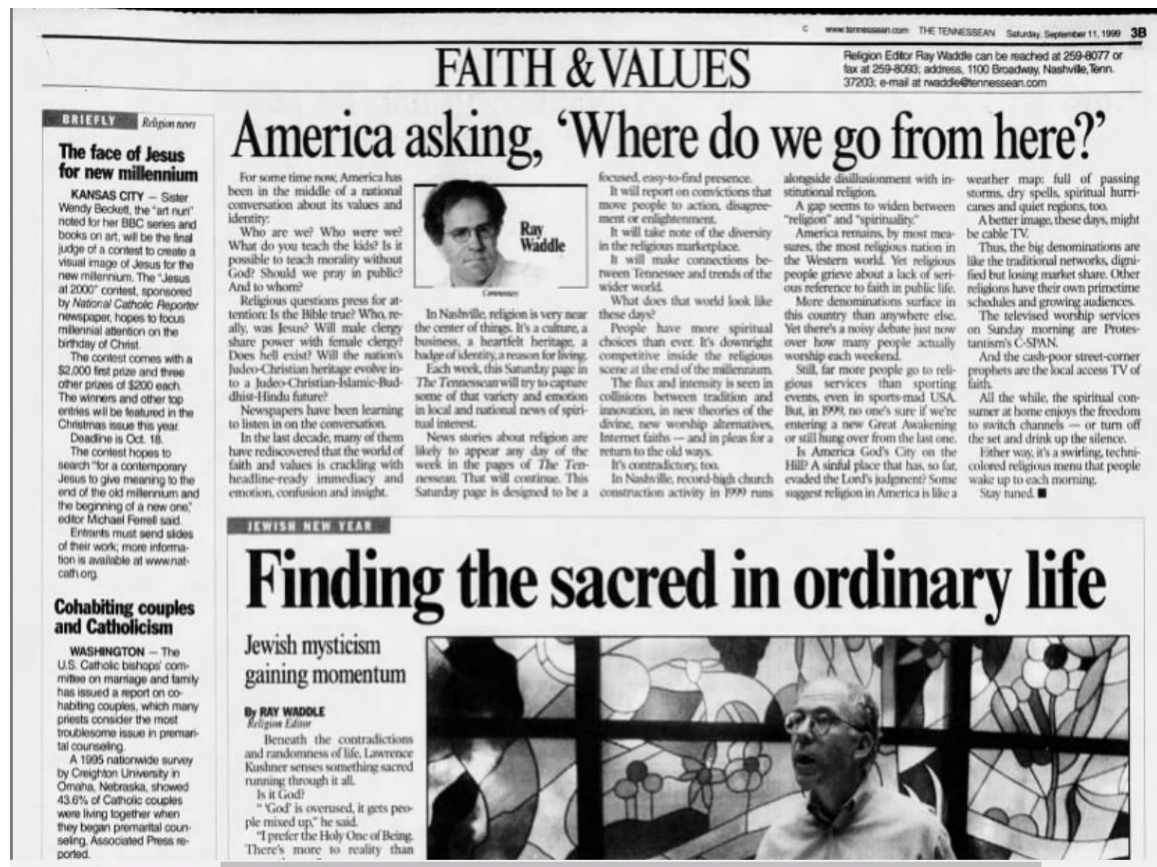 C www.tennessean.com THE TENNESSEAN Saturday, September 11, 1999 3B
FAITH & VALUES
Religion Editor Ray Waddle can be reached at 259-8077 or
fax at 259-8093; address, 1100 Broadway, Nashville, Tenn.
37203; e-mail at rwaddle@tennessean.com
BRIEFLY Religion news
The face of Jesus
for new millennium
KANSAS CITY — Sister
Wendy Beckett, the "art nun"
noted for her BBC series and
books on art, will be the final
judge of a contest to create a
visual image of Jesus for the
new millennium. The "Jesus
at 2000" contest, sponsored
by National Catholic Reporter
newspaper, hopes to focus
millennial attention on the
birthday of Christ.
The contest comes with a
$2,000 first prize and three
other prizes of $200 each.
The winners and other top
entries will be featured in the
Christmas issue this year.
Deadline is Oct. 18.
The contest hopes to
search "for a contemporary
Jesus to give meaning to the
end of the old millennium and
the beginning of a new one,"
editor Michael Farrell said.
Entrants must send slides
of their work; more informa-
tion is available at www.nat-
cath.org.
Cohabiting couples
and Catholicism
WASHINGTON — The
U.S. Catholic bishops' com-
mittee on marriage and family
has issued a report on co-
habiting couples, which many
priests consider the most
troublesome issue in premari-
tal counseling.
A 1995 nationwide survey
by Creighton University in
Omaha, Nebraska, showed
43.6% of Catholic couples
were living together when
they began premarital coun-
seling, Associated Press re-
ported.
America asking, 'Where do we go from here?'
For some time now, America has
been in the middle of a national
conversation about its values and
identity:
Who are we? Who were we?
What do you teach the kids? Is it
possible to teach morality without
God? Should we pray in public?
And to whom?
Religious questions press for at-
tention: Is the Bible true? Who, re-
ally, was Jesus? Will male clergy
share power with female clergy?
Does hell exist? Will the nation's
Judeo-Christian heritage evolve in-
to a Judeo-Christian-Islamic-Bud-
dhist-Hindu future?
Newspapers have been learning
to listen in on the conversation.
In the last decade, many of them
have rediscovered that the world of
faith and values is crackling with
headline-ready immediacy and
emotion, confusion and insight.
Ray
Waddle
Commentary
In Nashville, religion is very near
the center of things. It's a culture, a
business, a heartfelt heritage, a
badge of identity, a reason for living.
Each week, this Saturday page in
The Tennessean will try to capture
some of that variety and emotion
in local and national news of spiri-
tual interest.
News stories about religion are
likely to appear any day of the
week in the pages of The Ten-
nessean. That will continue. This
Saturday page is designed to be a
focused, easy-to-find presence.
It will report on convictions that
move people to action, disagree-
ment or enlightenment.
It will take note of the diversity
in the religious marketplace.
It will make connections be-
tween Tennessee and trends of the
wider world.
What does that world look like
these days?
People have more spiritual
choices than ever. It's downright
competitive inside the religious
scene at the end of the millennium.
The flux and intensity is seen in
collisions between tradition and
innovation, in new theories of the
divine, new worship alternatives,
Internet faiths — and in pleas for a
return to the old ways.
It's contradictory, too.
In Nashville, record-high church
construction activity in 1999 runs
alongside disillusionment with in-
stitutional religion.
A gap seems to widen between
"religion" and "spirituality."
America remains, by most mea-
sures, the most religious nation in
the Western world. Yet religious
people grieve about a lack of seri-
ous reference to faith in public life.
More denominations surface in
this country than anywhere else.
Yet there's a noisy debate just now
over how many people actually
worship each weekend.
Still, far more people go to reli-
gious services than sporting
events, even in sports-mad USA.
But, in 1999, no one's sure if we're
entering a new Great Awakening
or still hung over from the last one.
Is America God's City on the
Hill? A sinful place that has, so far,
evaded the Lord's judgment? Some
suggest religion in America is like a
weather map: full of passing
storms, dry spells, spiritual hurri-
canes and quiet regions, too.
A better image, these days, might
be cable TV.
Thus, the big denominations are
like the traditional networks, digni-
fied but losing market share. Other
religions have their own primetime
schedules and growing audiences.
The televised worship services
on Sunday morning are Protes-
tantism's C-SPAN.
And the cash-poor street-corner
prophets are the local access TV of
faith.
All the while, the spiritual con-
sumer at home enjoys the freedom
to switch channels — or turn off
the set and drink up the silence.
Either way, it's a swirling, techni-
colored religious menu that people
wake up to each morning.
Stay tuned. ■
JEWISH NEW YEAR
Finding the sacred in ordinary life
Jewish mysticism
gaining momentum
By RAY WADDLE
Religion Editor
Beneath the contradictions
and randomness of life, Lawrence
Kushner senses something sacred
running through it all.
Is it God?
" 'God' is overused, it gets peo-
ple mixed up," he said.
"I prefer the Holy One of Being.
There's more to reality than